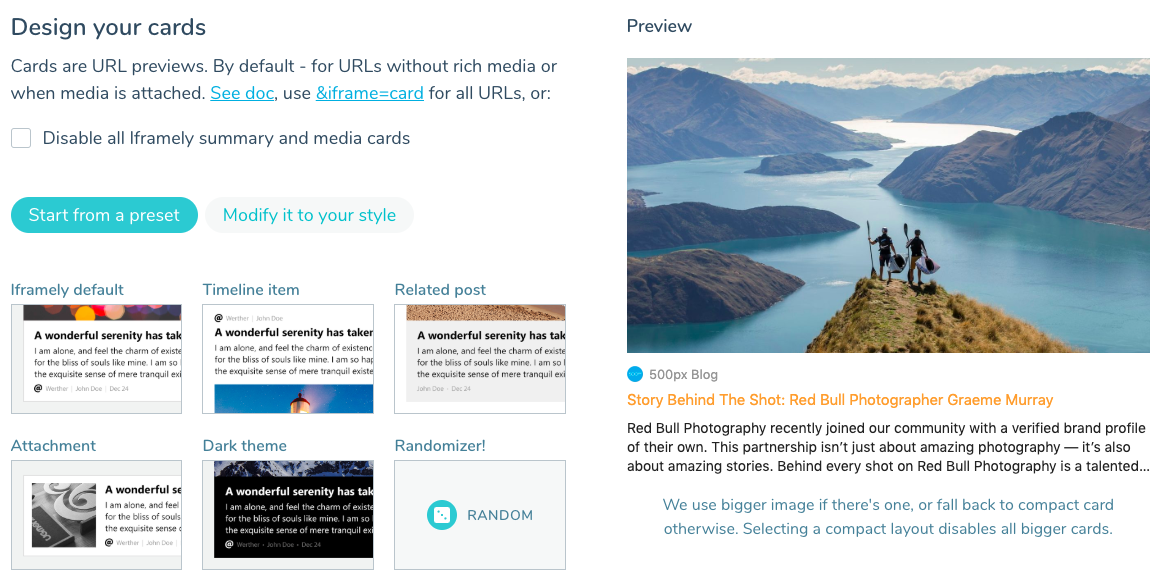 Design your cards
Cards are URL previews. By default - for URLs without rich media or
when media is attached. See doc, use &iframe=card for all URLs, or:
Disable all Iframely summary and media cards
Start from a preset
Modify it to your style
Iframely default
A wonderful serenity has tak
I am alone, and feel the charm of existe
for the bliss of souls like mine. I am so
the exquisite sense of mere tranquil exi
@ Werther | John Doe | Dec 24
Timeline item
@ Werther | John Doe
A wonderful serenity has taken
I am alone, and feel the charm of existenc
for the bliss of souls like mine. I am so hap
the exquisite sense of mere tranquil exist
Related post
A wonderful serenity has tak
I am alone, and feel the charm of existe
for the bliss of souls like mine. I am so
the exquisite sense of mere tranquil exi
John Doe · Dec 24
Attachment
A wonderful se
I am alone, and feel
for the bliss of souls
the exquisite sense
@ Werther | John Doe |
Dark theme
A wonderful serenity has tak
I am alone, and feel the charm of existe
for the bliss of souls like mine. I am so
the exquisite sense of mere tranquil exi
@ Werther • John Doe • Dec 24
Randomizer!
RANDOM
Preview
500px Blog
Story Behind The Shot: Red Bull Photographer Graeme Murray
Red Bull Photography recently joined our community with a verified brand profile
of their own. This partnership isn’t just about amazing photography — it’s also
about amazing stories. Behind every shot on Red Bull Photography is a talented...
We use bigger image if there's one, or fall back to compact card
otherwise. Selecting a compact layout disables all bigger cards.